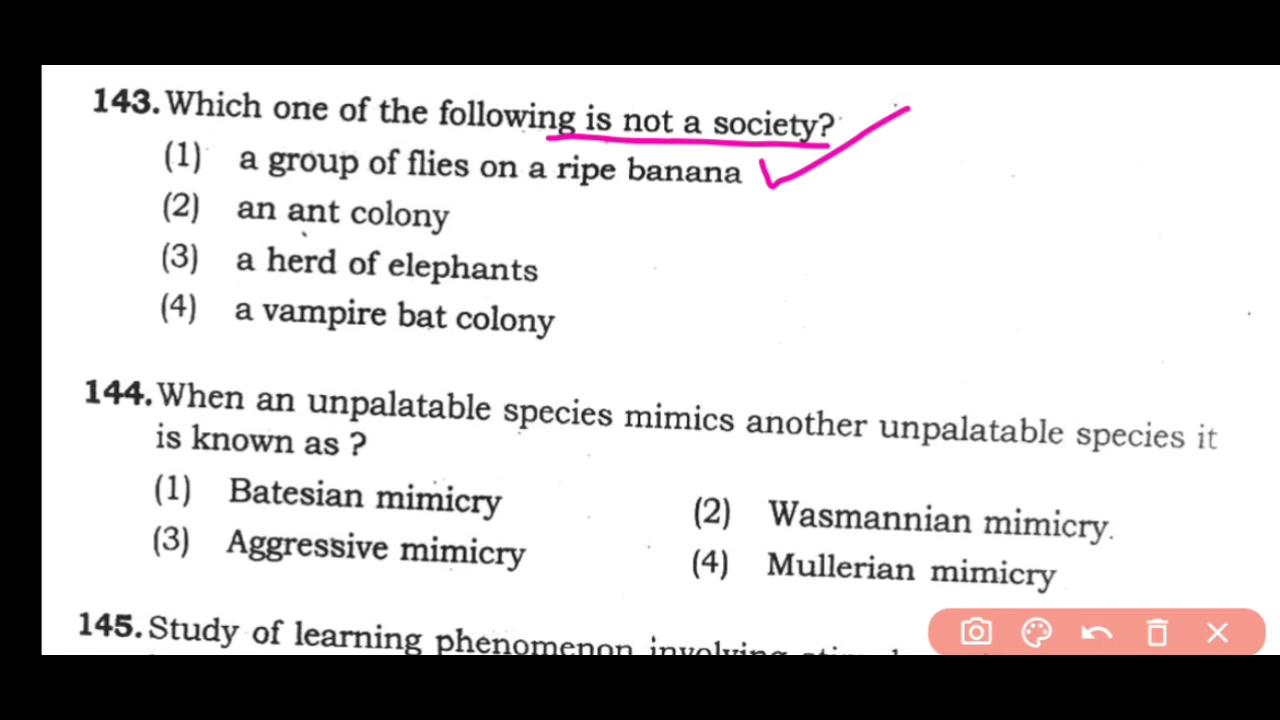 143. Which one of the following is not a society?
(1) a group of flies on a ripe banana
(2) an ant colony
(3) a herd of elephants
(4) a vampire bat colony
144. When an unpalatable species mimics another unpalatable species it
is known as ?
(1) Batesian mimicry
(2) Wasmannian mimicry.
(3) Aggressive mimicry
(4) Mullerian mimicry
145. Study of learning phenomenon involving